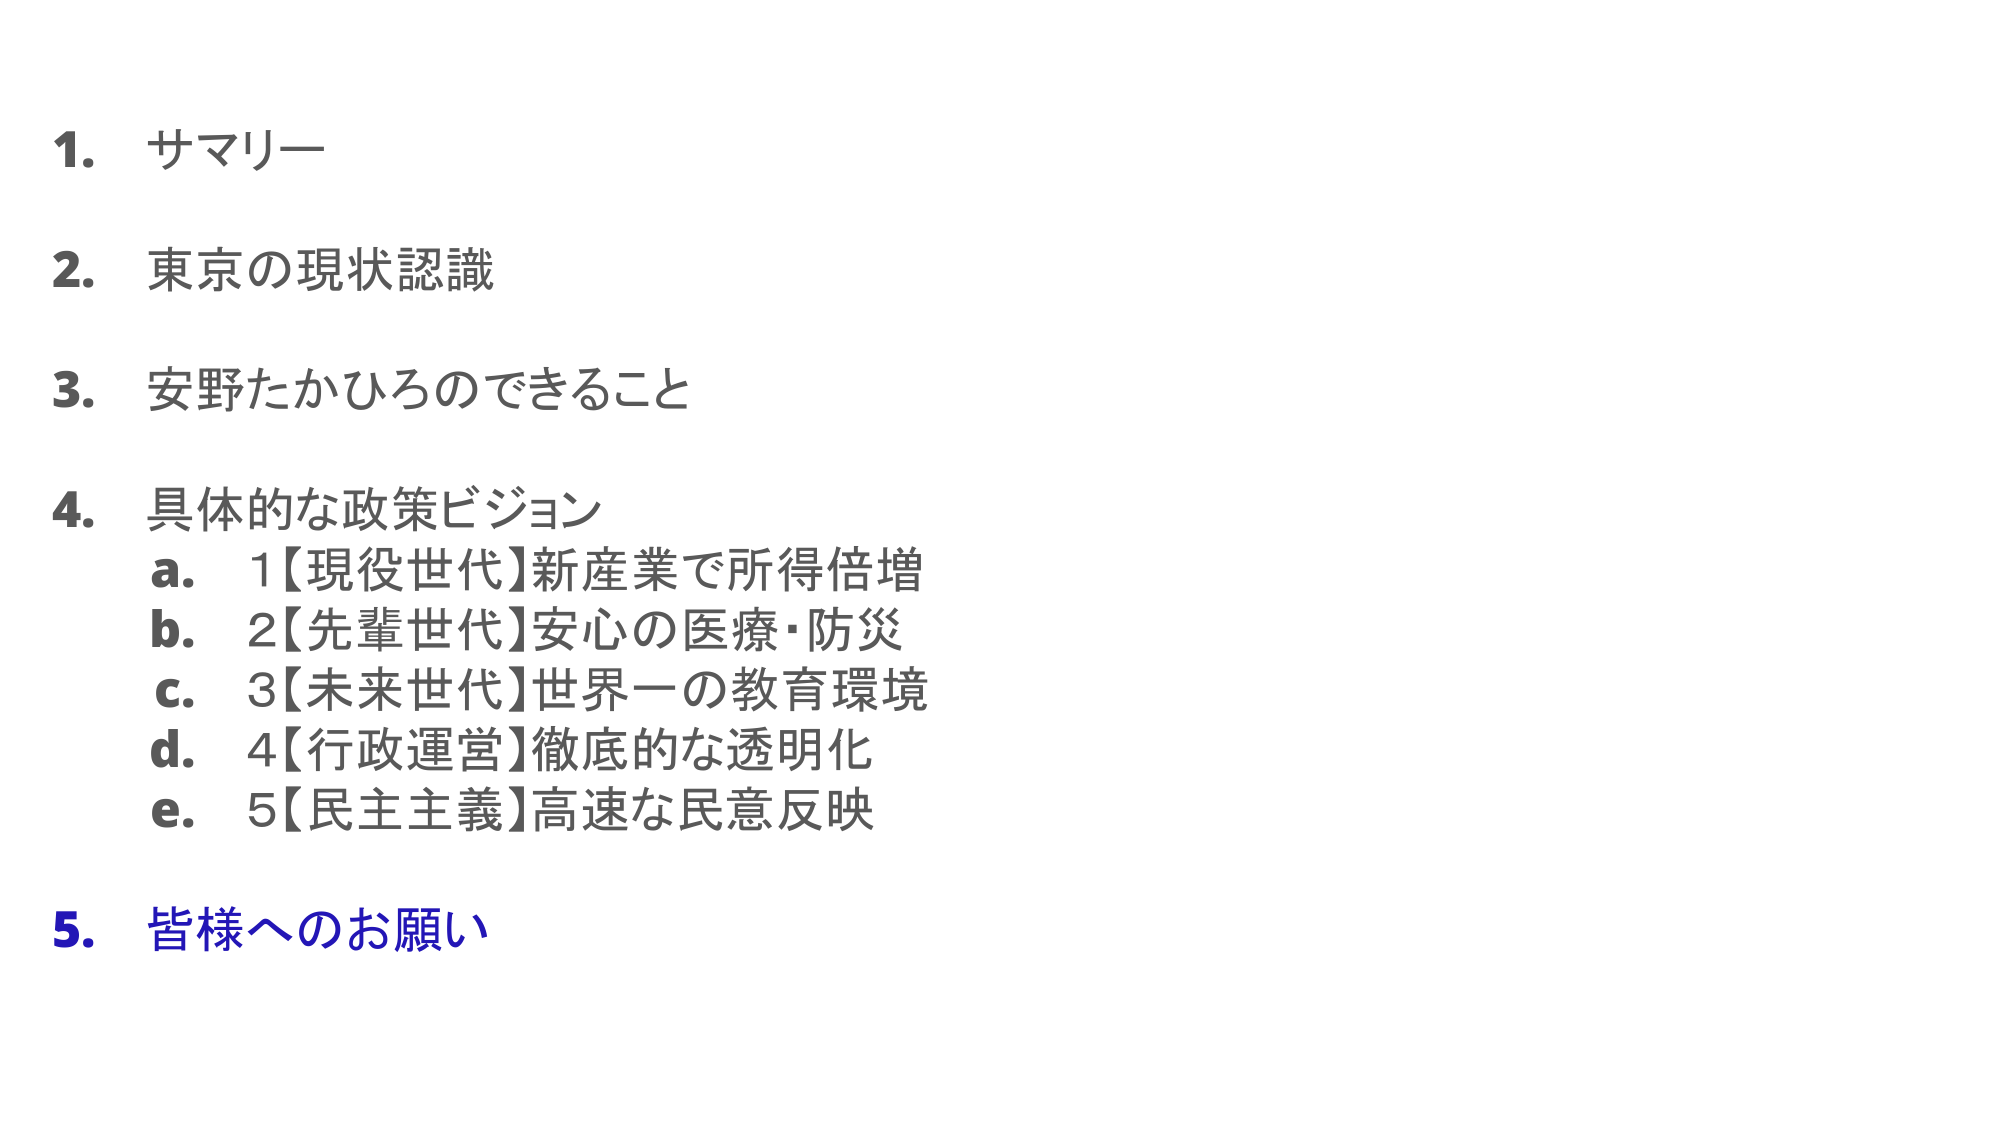 1. サマリー
2. 東京の現状認識
3. 安野たかひろのできること
4. 具体的な政策ビジョン
a. 1【現役世代】新産業で所得倍増
b. 2【先輩世代】安心の医療・防災
c. 3【未来世代】世界一の教育環境
d. 4【行政運営】徹底的な透明化
e. 5【民主主義】高速な民意反映
5. 皆様へのお願い